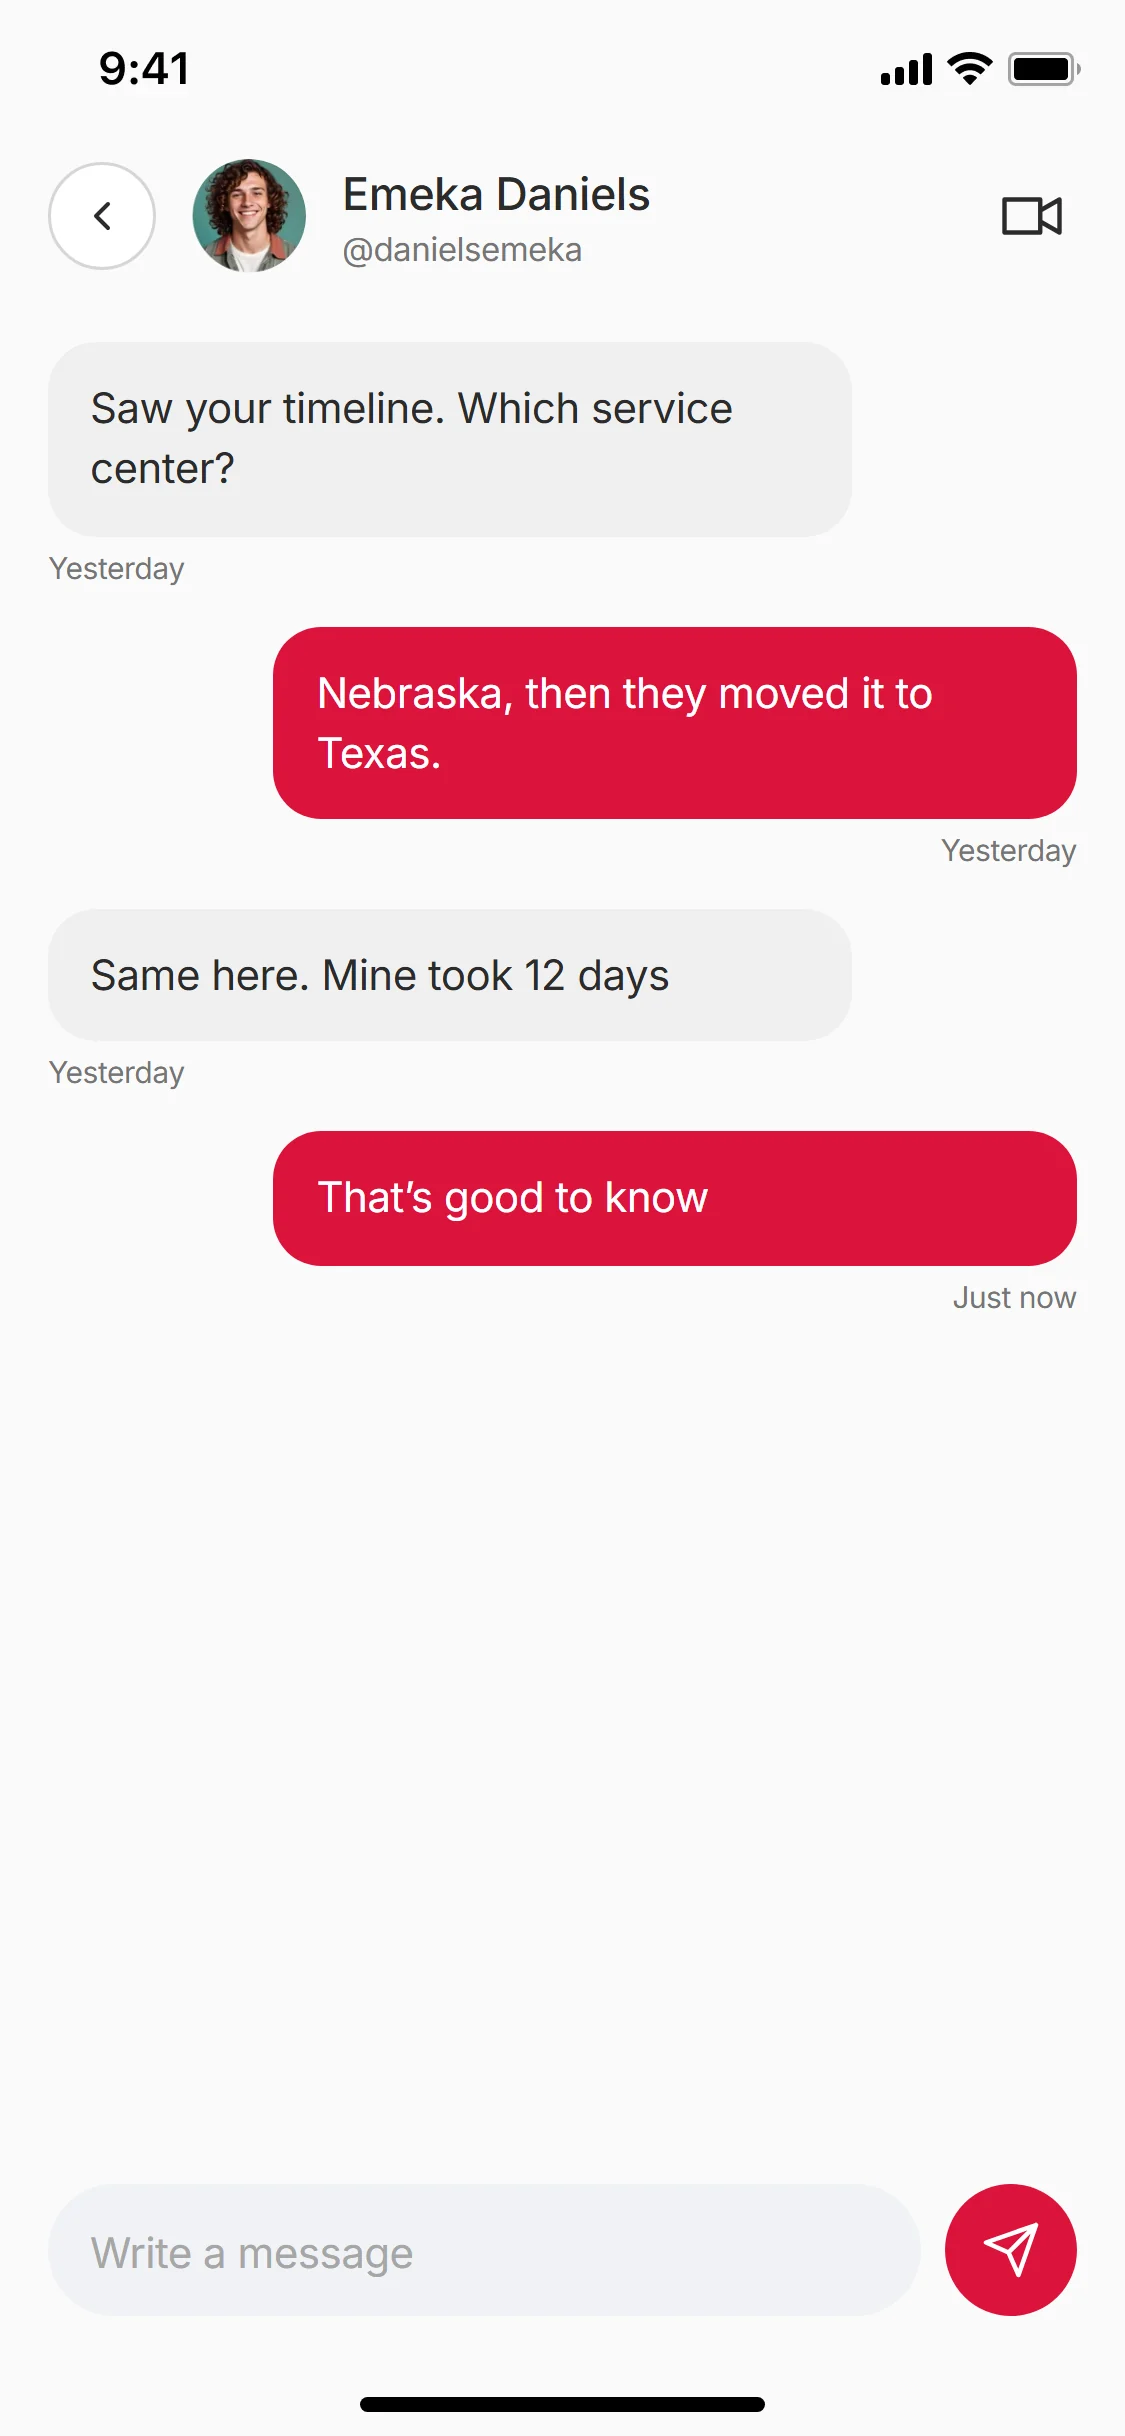 9:41
Emeka Daniels
@danielsemeka
Saw your timeline. Which service
center?
Yesterday
Nebraska, then they moved it to
Texas.
Yesterday
Same here. Mine took 12 days
Yesterday
That’s good to know
Just now
Write a message